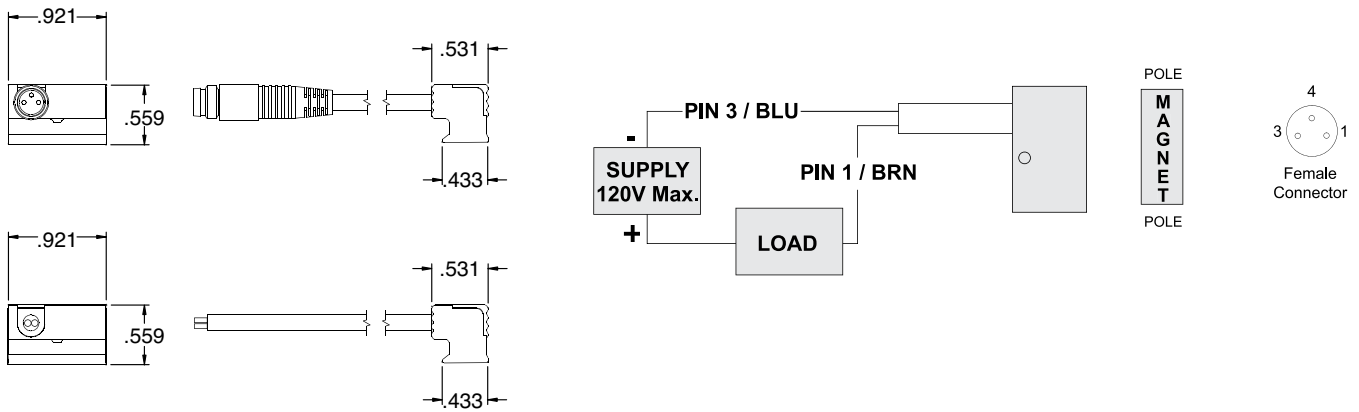 .921
.559
.531
.433
.921
.559
.531
.433
PIN 3 / BLU
-
SUPPLY
120V Max.
+
PIN 1 / BRN
LOAD
POLE
MAGNET
POLE
4
3
1
Female
Connector